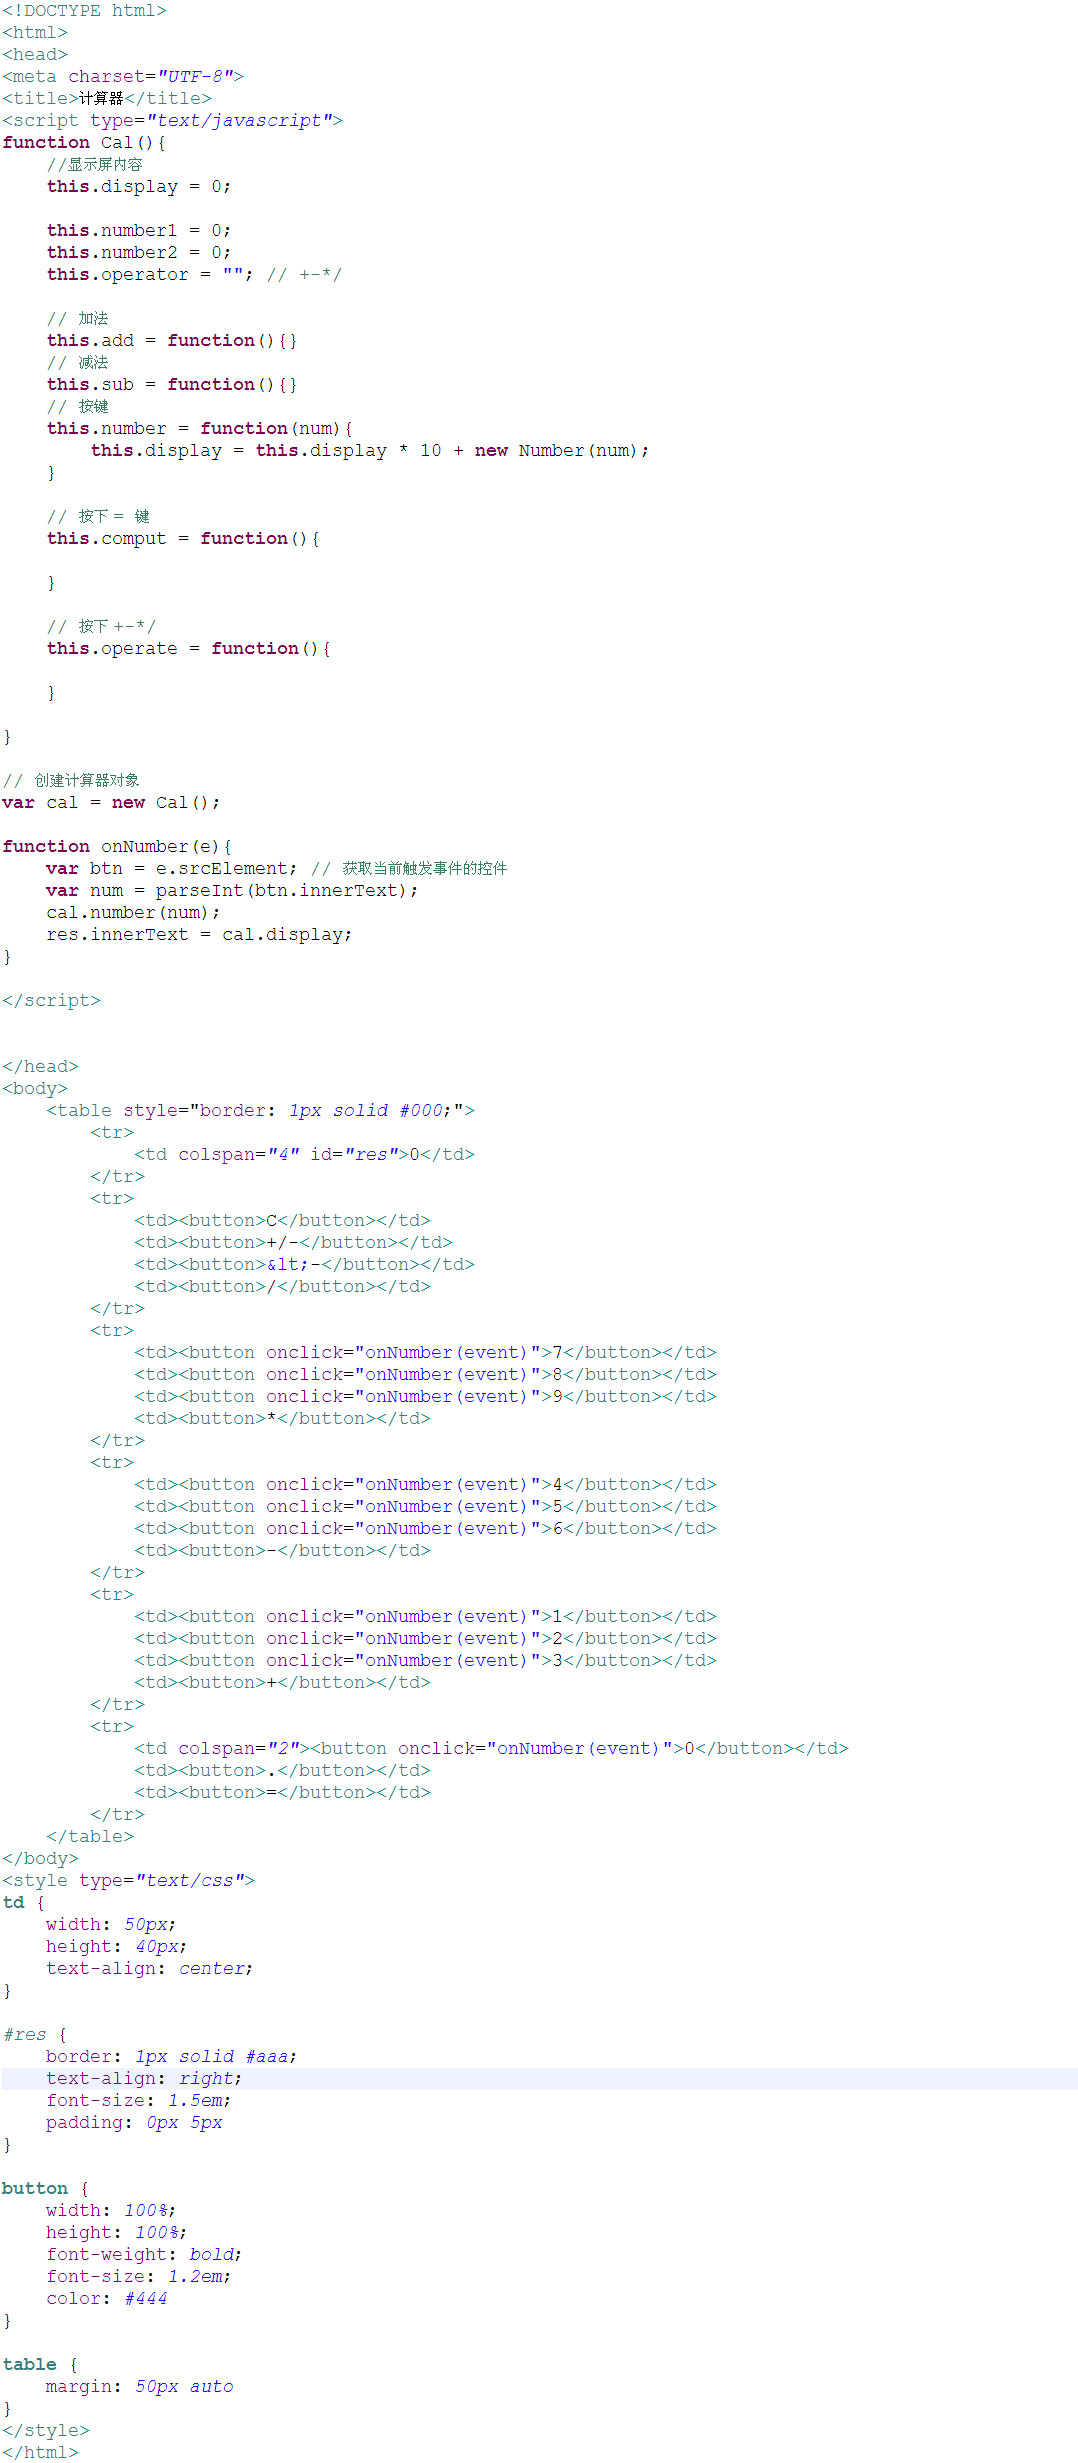 <!DOCTYPE html>
<html>
<head>
<meta charset="UTF-8">
<title>计算器</title>
<script type="text/javascript">
function Cal(){
    //显示屏内容
    this.display = 0;

    this.number1 = 0;
    this.number2 = 0;
    this.operator = ""; // +-*/

    // 加法
    this.add = function(){}
    // 减法
    this.sub = function(){}
    // 按键
    this.number = function(num){
        this.display = this.display * 10 + new Number(num);
    }

    // 按下 = 键
    this.comput = function(){

    }

    // 按下 +-*/
    this.operate = function(){

    }

}

// 创建计算器对象
var cal = new Cal();

function onNumber(e){
    var btn = e.srcElement; // 获取当前触发事件的控件
    var num = parseInt(btn.innerText);
    cal.number(num);
    res.innerText = cal.display;
}

</script>


</head>
<body>
    <table style="border: 1px solid #000;">
        <tr>
            <td colspan="4" id="res">0</td>
        </tr>
        <tr>
            <td><button>C</button></td>
            <td><button>+/-</button></td>
            <td><button>&lt;-</button></td>
            <td><button>/</button></td>
        </tr>
        <tr>
            <td><button onclick="onNumber(event)">7</button></td>
            <td><button onclick="onNumber(event)">8</button></td>
            <td><button onclick="onNumber(event)">9</button></td>
            <td><button>*</button></td>
        </tr>
        <tr>
            <td><button onclick="onNumber(event)">4</button></td>
            <td><button onclick="onNumber(event)">5</button></td>
            <td><button onclick="onNumber(event)">6</button></td>
            <td><button>-</button></td>
        </tr>
        <tr>
            <td><button onclick="onNumber(event)">1</button></td>
            <td><button onclick="onNumber(event)">2</button></td>
            <td><button onclick="onNumber(event)">3</button></td>
            <td><button>+</button></td>
        </tr>
        <tr>
            <td colspan="2"><button onclick="onNumber(event)">0</button></td>
            <td><button>.</button></td>
            <td><button>=</button></td>
        </tr>
    </table>
</body>
<style type="text/css">
td {
    width: 50px;
    height: 40px;
    text-align: center;
}

#res {
    border: 1px solid #aaa;
    text-align: right;
    font-size: 1.5em;
    padding: 0px 5px
}

button {
    width: 100%;
    height: 100%;
    font-weight: bold;
    font-size: 1.2em;
    color: #444
}

table {
    margin: 50px auto
}
</style>
</html>